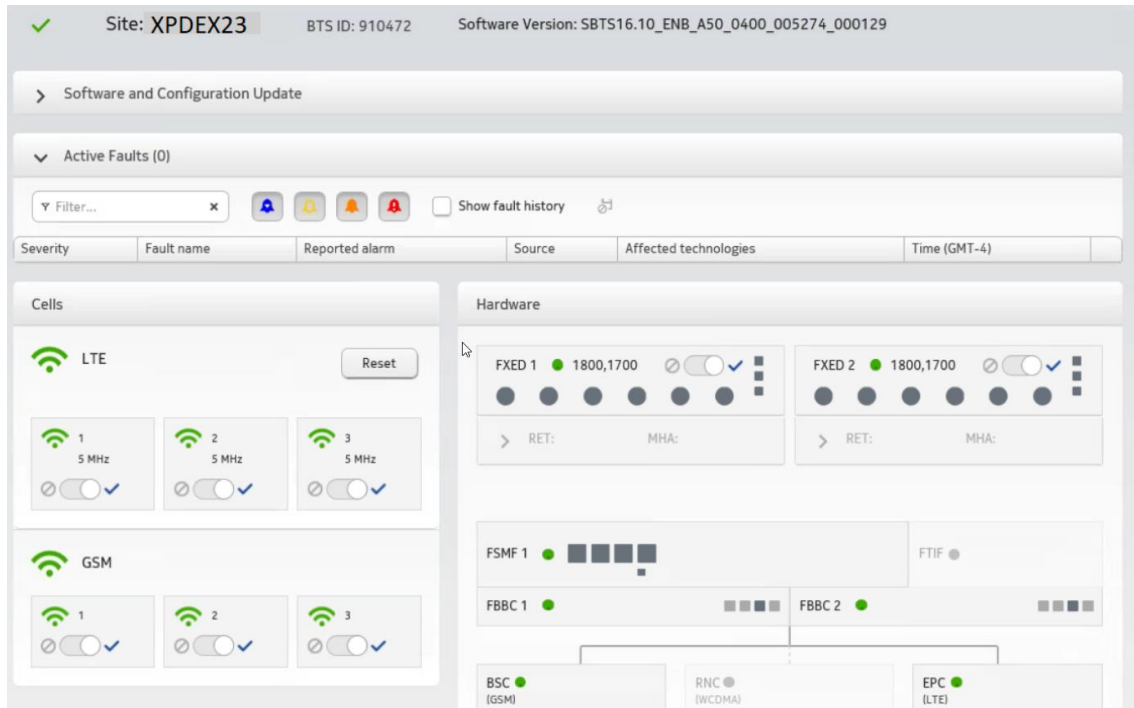 Site: XPDEX23 BTS ID: 910472 Software Version: SBTS16.10_ENB_A50_0400_005274_000129
Software and Configuration Update
Active Faults (0)
Filter...
Show fault history
Severity Fault name Reported alarm Source Affected technologies Time (GMT-4)
Cells
LTE
Reset
1
5 MHz
2
5 MHz
3
5 MHz
GSM
1
2
3
Hardware
FXED 1 1800,1700
RET: MHA:
FXED 2 1800,1700
RET: MHA:
FSMF 1
FTIF
FBBC 1
FBBC 2
BSC
(GSM)
RNC
(WCDMA)
EPC
(LTE)